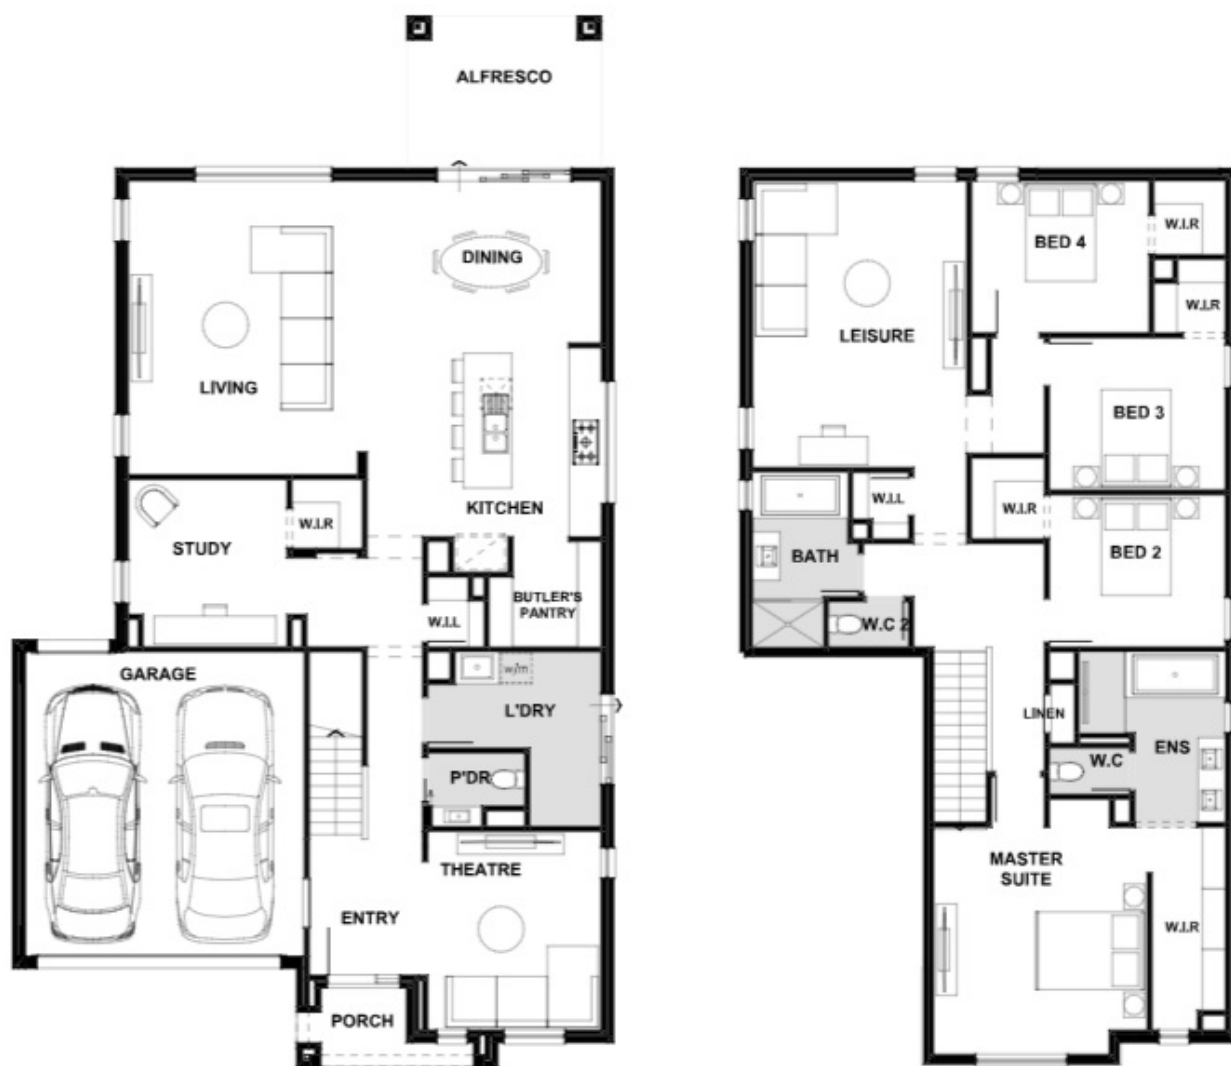 ALFRESCO
DINING
LIVING
KITCHEN
W.I.R
STUDY
BUTLER'S
PANTRY
W.I.L
GARAGE
w/m
L'DRY
P'DR
THEATRE
ENTRY
PORCH
BED 4
W.I.R
W.I.R
LEISURE
BED 3
W.I.L
W.I.R
BATH
BED 2
W.C 2
LINEN
ENS
W.C
MASTER
SUITE
W.I.R